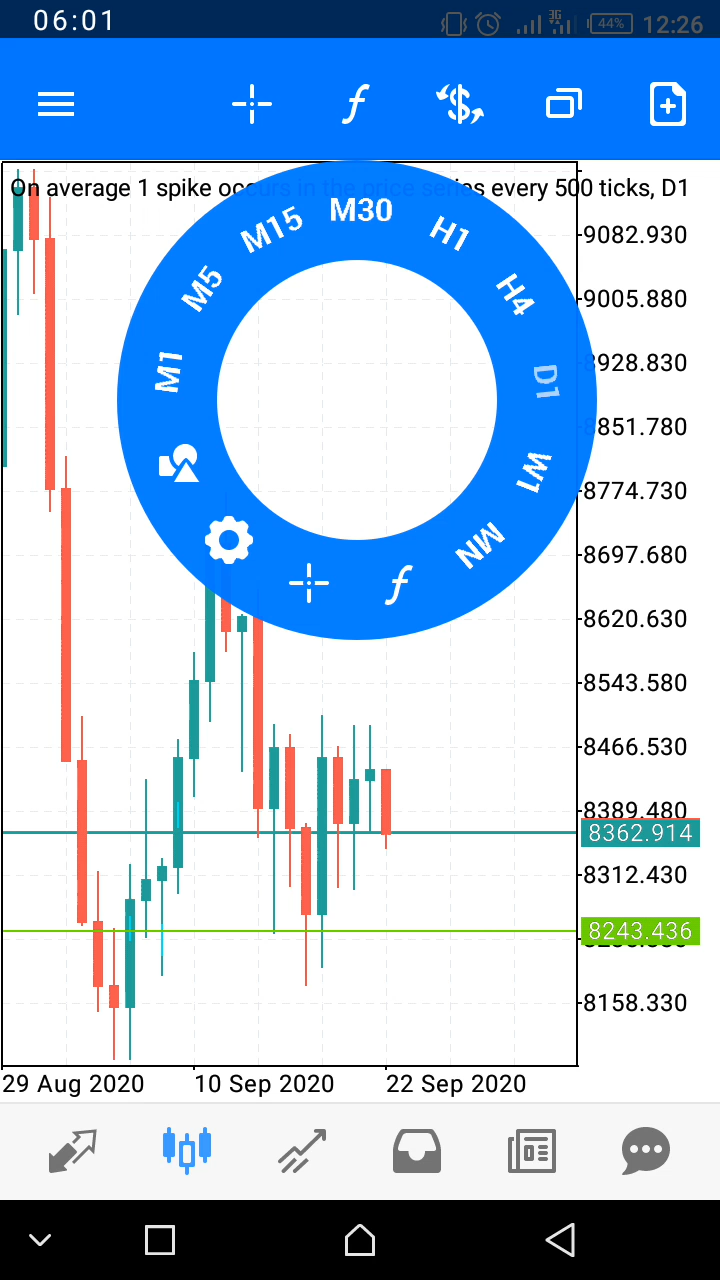 06:01
3G
44%
12:26
On average 1 spike occurs in the price series every 500 ticks, D1
M1
M5
M15
M30
H1
H4
D1
W1
MN
9082.930
9005.880
8928.830
8851.780
8774.730
8697.680
8620.630
8543.580
8466.530
8389.480
8362.914
8312.430
8243.436
8158.330
29 Aug 2020
10 Sep 2020
22 Sep 2020